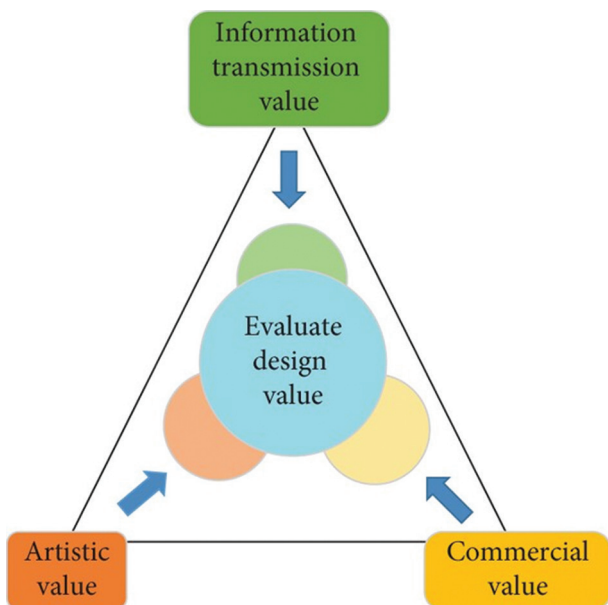 Information
transmission
value
Evaluate
design
value
Artistic
value
Commercial
value